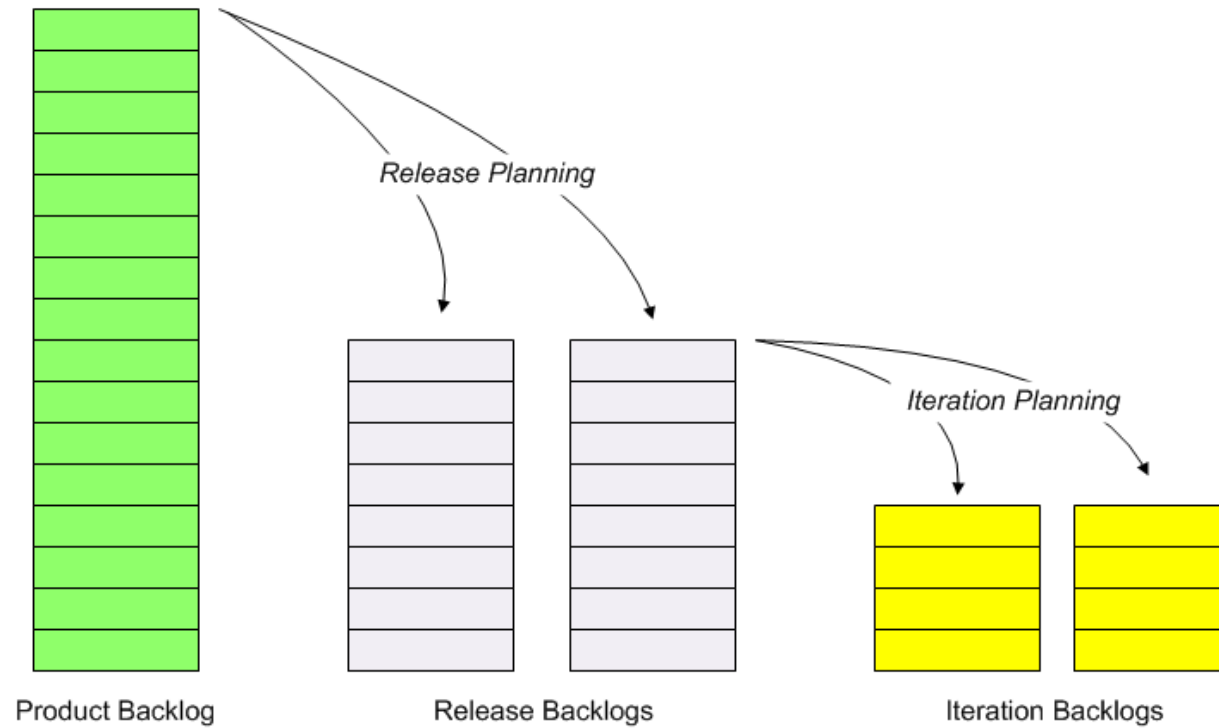 Release Planning
Iteration Planning
Product Backlog
Release Backlogs
Iteration Backlogs